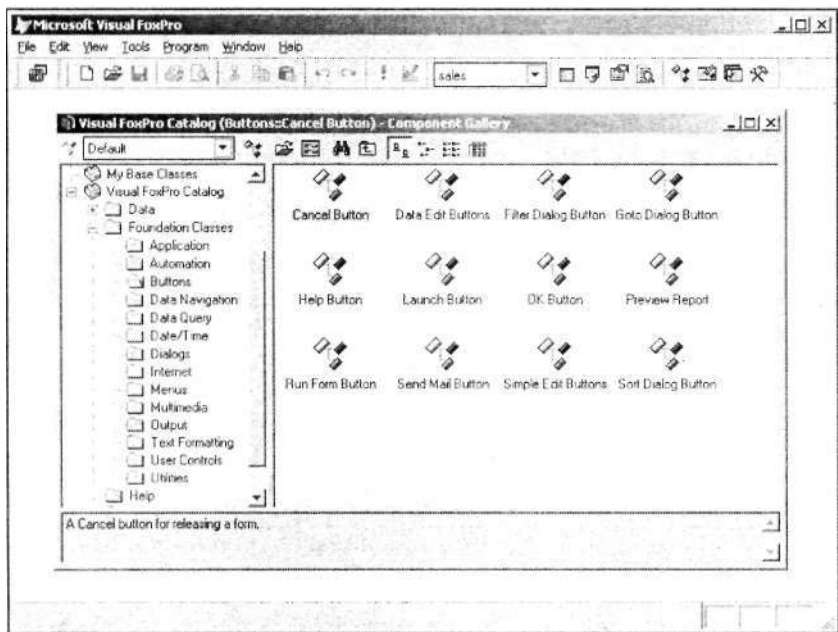 Microsoft Visual FoxPro
File Edit View Tools Program Window Help
sales
Visual FoxPro Catalog (Buttons::Cancel Button) - Component Gallery
Default
My Base Classes
Visual FoxPro Catalog
Data
Foundation Classes
Application
Automation
Buttons
Data Navigation
Data Query
Date/Time
Dialogs
Internet
Menus
Multimedia
Output
Text Formatting
User Controls
Utilities
Help
Cancel Button Data Edit Buttons Filter Dialog Button Goto Dialog Button
Help Button Launch Button OK Button Preview Report
Run Form Button Send Mail Button Simple Edit Buttons Sort Dialog Button
A Cancel button for releasing a form.